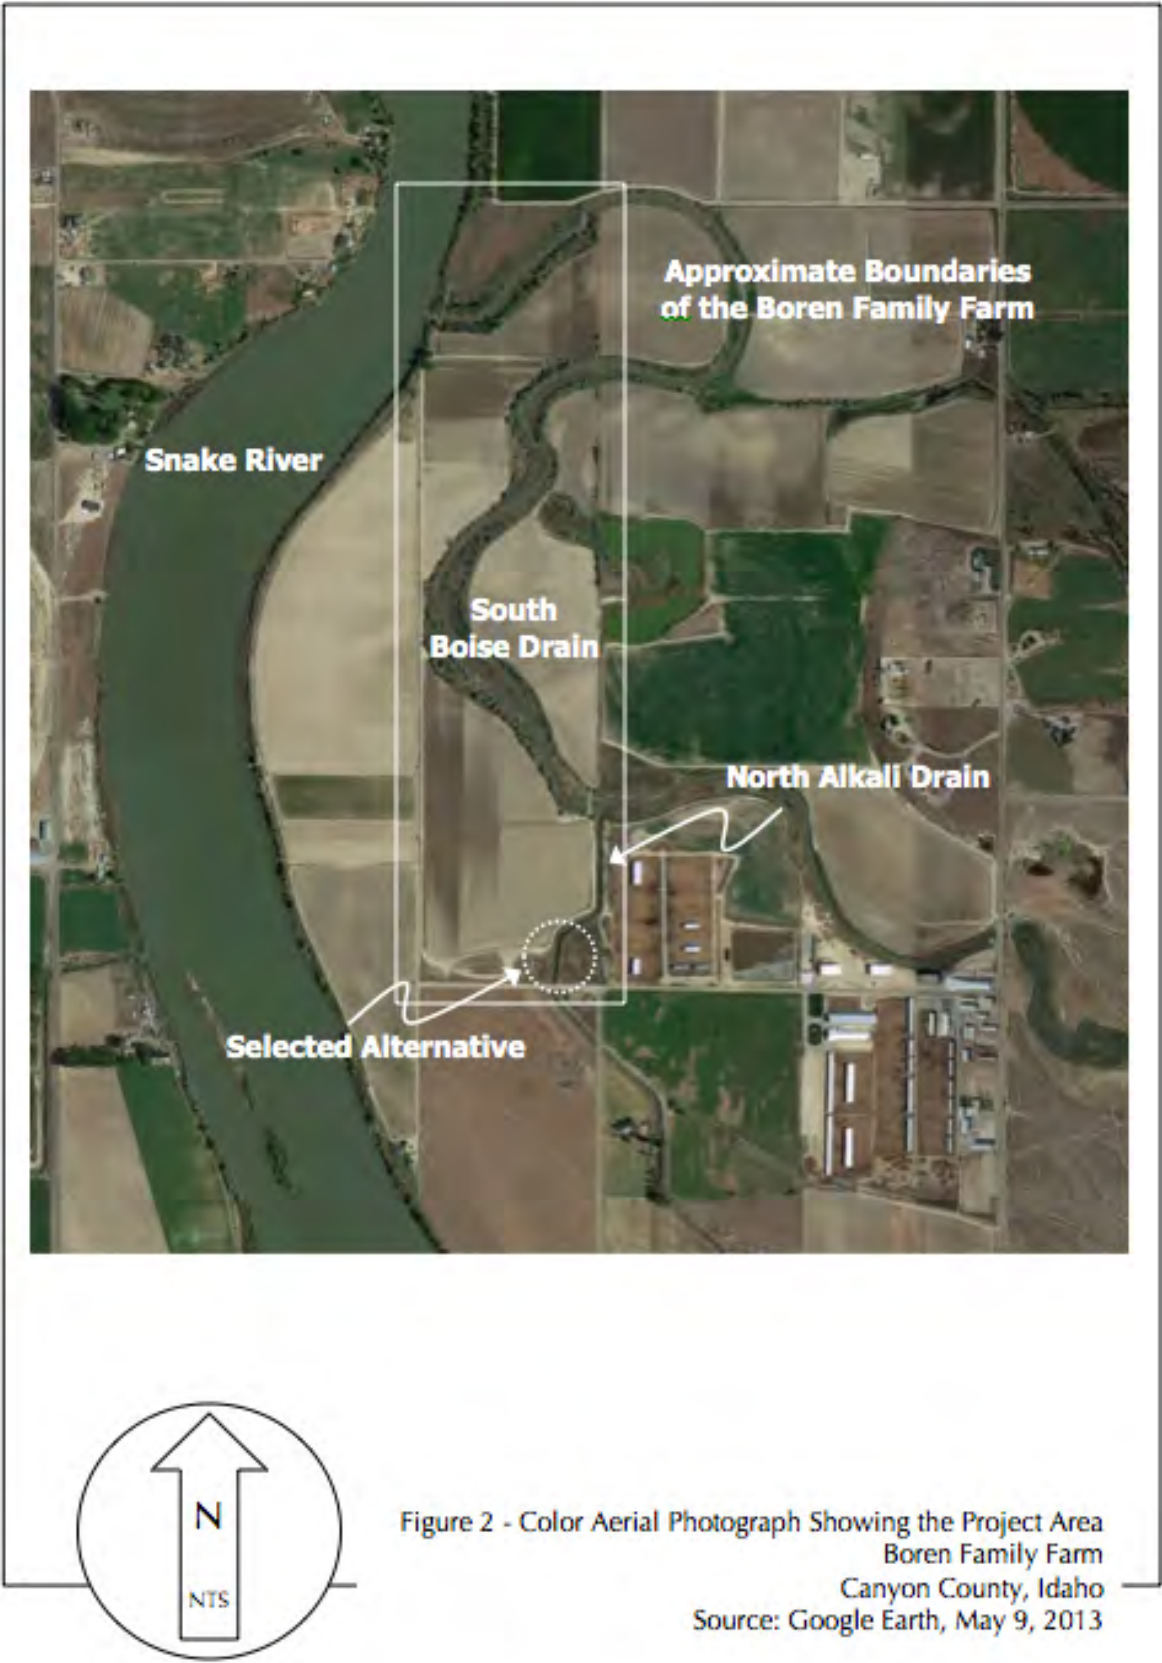 Approximate Boundaries
of the Boren Family Farm
Snake River
South
Boise Drain
North Alkali Drain
Selected Alternative
N
NTS
Figure 2 - Color Aerial Photograph Showing the Project Area
Boren Family Farm
Canyon County, Idaho
Source: Google Earth, May 9, 2013